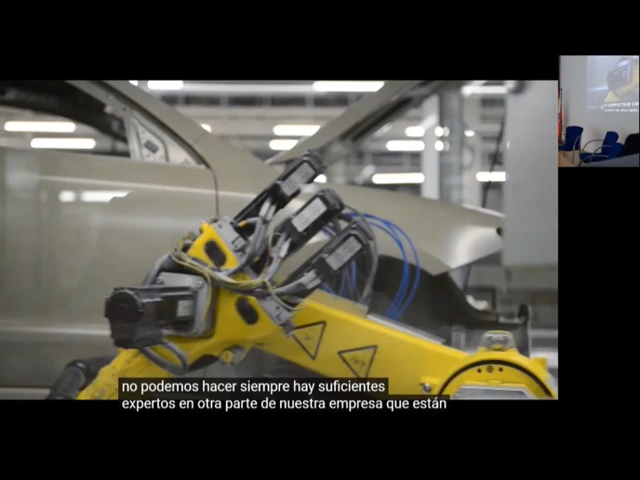 no podemos hacer siempre hay suficientes
expertos en otra parte de nuestra empresa que están